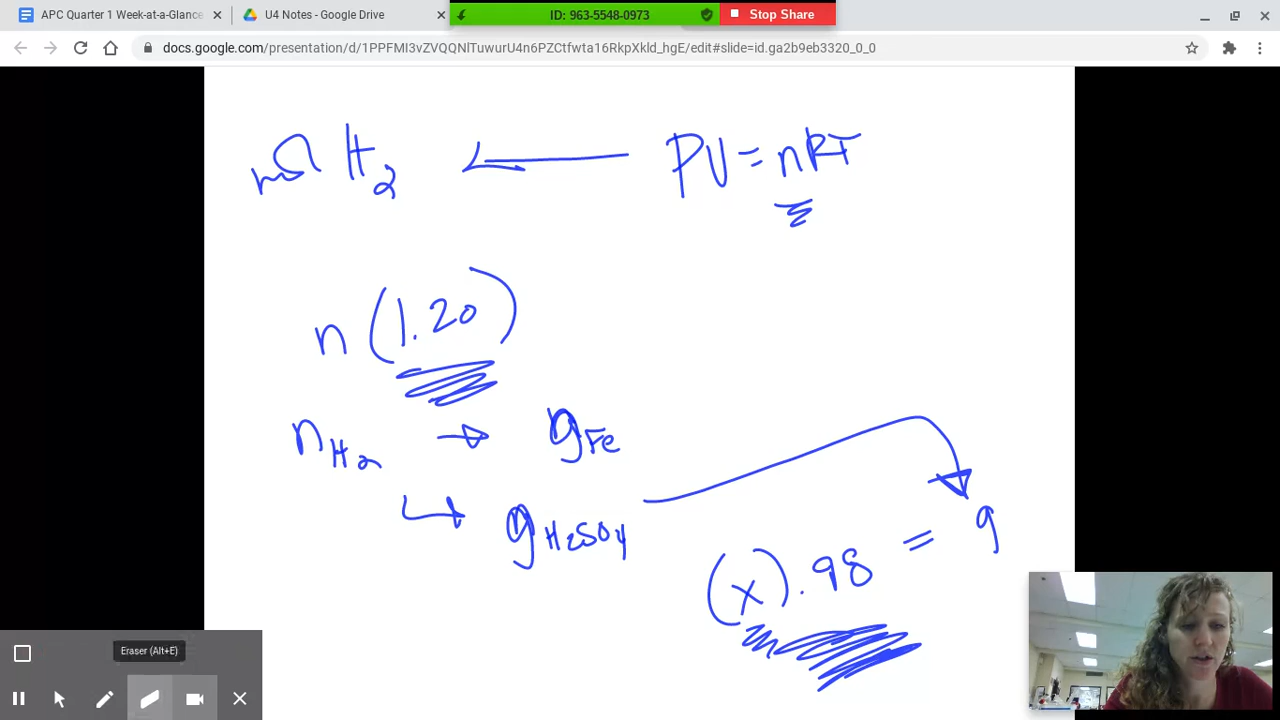 APC Quarter 1 Week-at-a-Glance
U4 Notes - Google Drive
ID: 963-5548-0973
Stop Share
docs.google.com/presentation/d/1PPFMI3vZVQQNlTuwurU4n6PZCtfwta16RkpXkld_hgE/edit#slide=id.ga2b9eb3320_0_0
mol H2
PV = nRT
n (1.20)
nH2 → gFe
gH2SO4
(x).98 = g
Eraser (Alt+E)